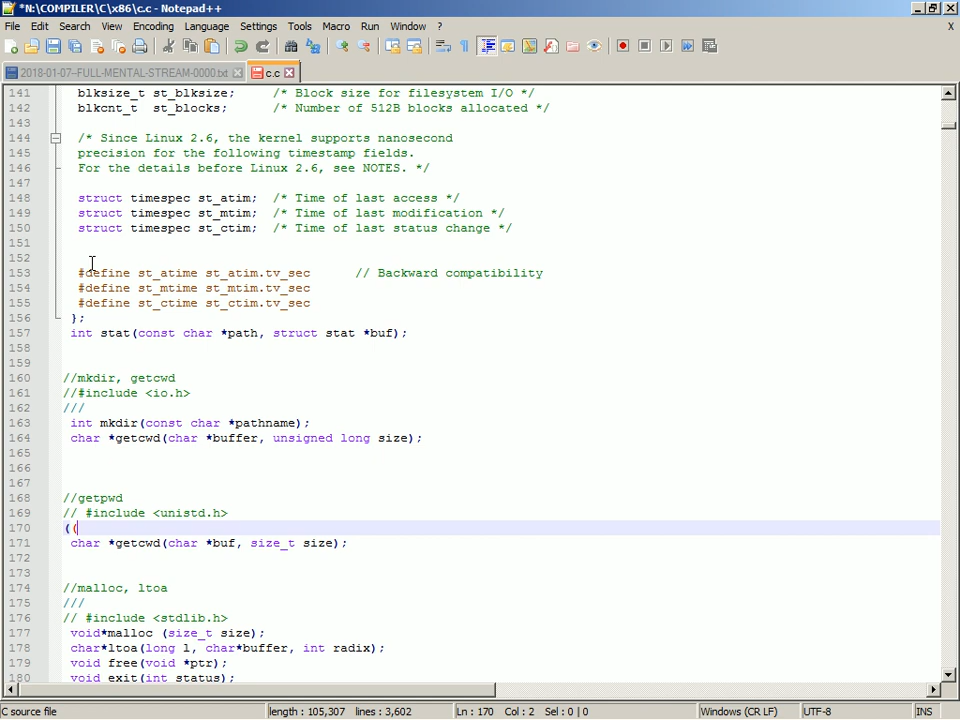 *N:\COMPILER\C\x86\c.c - Notepad++
File Edit Search View Encoding Language Settings Tools Macro Run Window ? X
2018-01-07--FULL-MENTAL-STREAM-0000.txt c.c
141 blksize_t st_blksize; /* Block size for filesystem I/O */
142 blkcnt_t st_blocks; /* Number of 512B blocks allocated */
143
144 /* Since Linux 2.6, the kernel supports nanosecond
145 precision for the following timestamp fields.
146 For the details before Linux 2.6, see NOTES. */
147
148 struct timespec st_atim; /* Time of last access */
149 struct timespec st_mtim; /* Time of last modification */
150 struct timespec st_ctim; /* Time of last status change */
151
152
153 #define st_atime st_atim.tv_sec // Backward compatibility
154 #define st_mtime st_mtim.tv_sec
155 #define st_ctime st_ctim.tv_sec
156 };
157 int stat(const char *path, struct stat *buf);
158
159
160 //mkdir, getcwd
161 //#include <io.h>
162 ///
163 int mkdir(const char *pathname);
164 char *getcwd(char *buffer, unsigned long size);
165
166
167
168 //getpwd
169 // #include <unistd.h>
170 ((
171 char *getcwd(char *buf, size_t size);
172
173
174 //malloc, ltoa
175 ///
176 // #include <stdlib.h>
177 void*malloc (size_t size);
178 char*ltoa(long l, char*buffer, int radix);
179 void free(void *ptr);
180 void exit(int status);
C source file length : 105,307 lines : 3,602 Ln : 170 Col : 2 Sel : 0 | 0 Windows (CR LF) UTF-8 INS